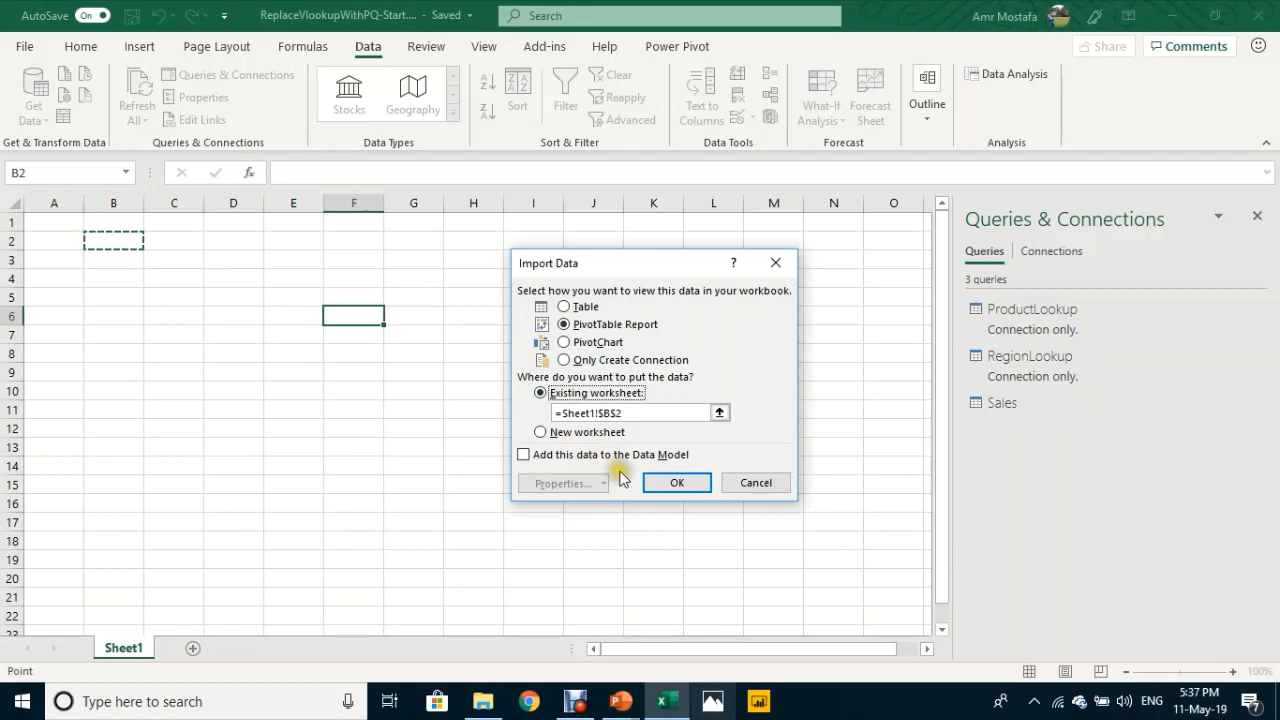 AutoSave On ReplaceVlookupWithPQ-Start.... - Saved Search Amr Mostafa
File Home Insert Page Layout Formulas Data Review View Add-ins Help Power Pivot Share Comments
Get Data Refresh All Queries & Connections Properties Edit Links Stocks Geography Sort Filter Clear Reapply Advanced Text to Columns What-If Analysis Forecast Sheet Outline Data Analysis
Get & Transform Data Queries & Connections Data Types Sort & Filter Data Tools Forecast Analysis
B2 fx
A B C D E F G H I J K L M N O
1
2
3
4
5
6
7
8
9
10
11
12
13
14
15
16
17
18
19
20
21
22
23
Import Data ?
Select how you want to view this data in your workbook.
Table
PivotTable Report
PivotChart
Only Create Connection
Where do you want to put the data?
Existing worksheet:
=Sheet1!$B$2
New worksheet
Add this data to the Data Model
Properties... OK Cancel
Queries & Connections
Queries Connections
3 queries
ProductLookup
Connection only.
RegionLookup
Connection only.
Sales
Sheet1
Point 100%
Type here to search ENG 5:37 PM
11-May-19 7